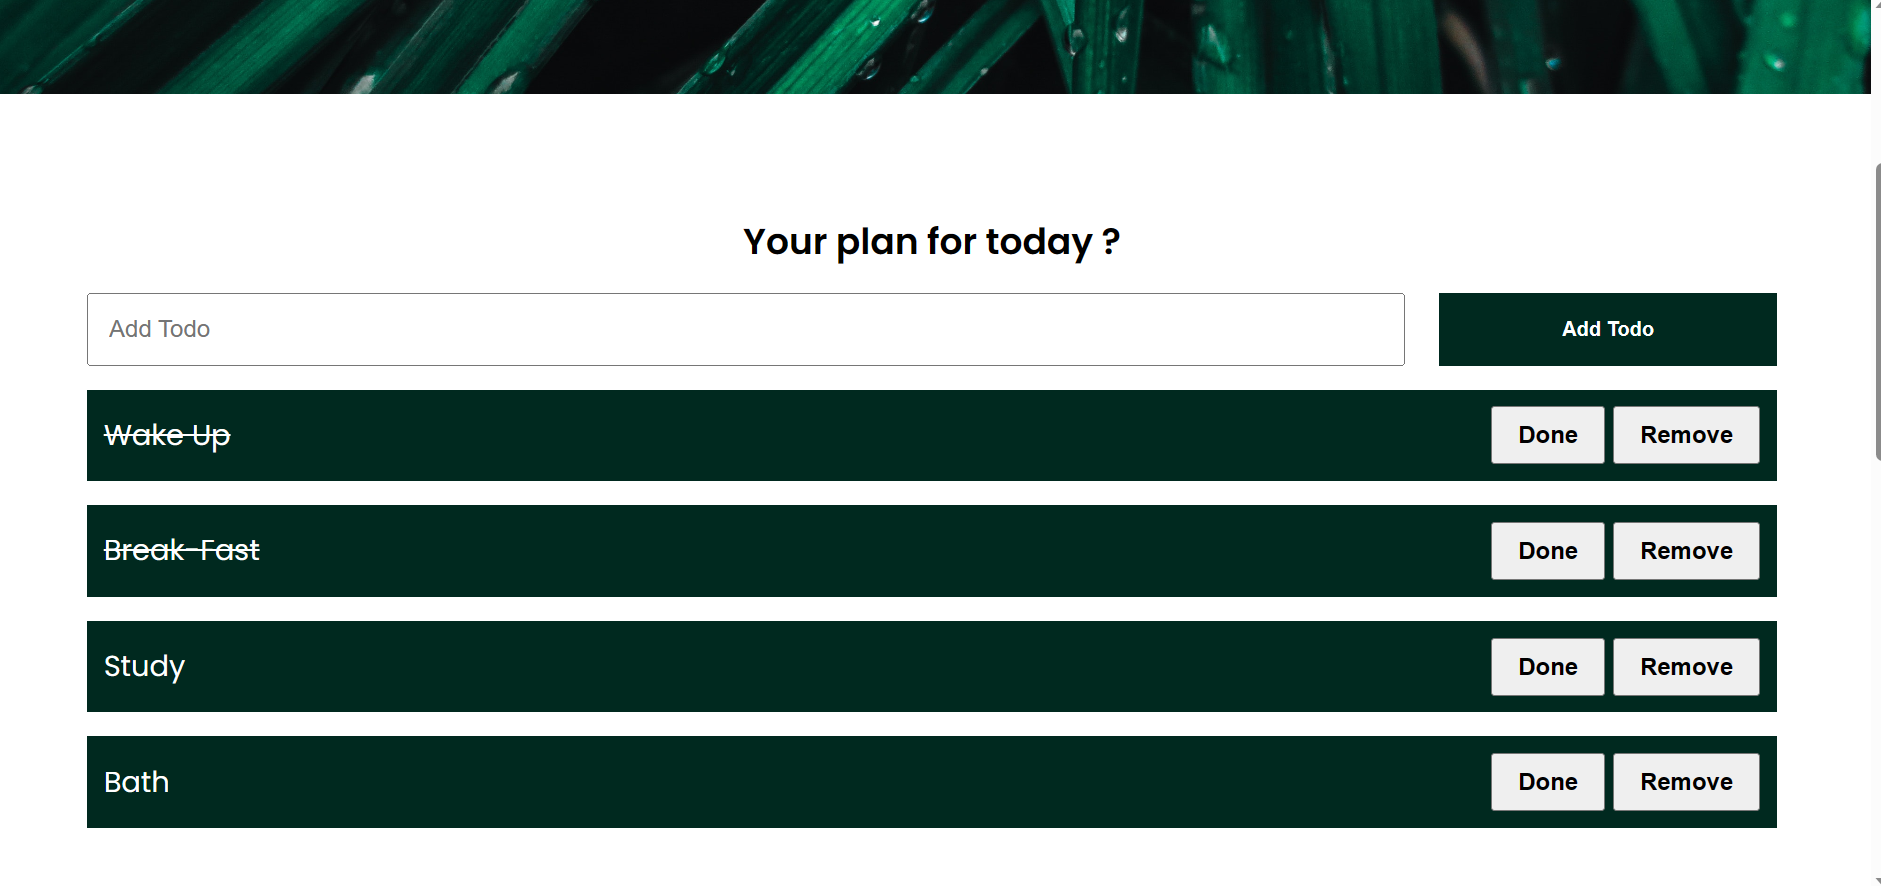 Your plan for today ?
Add Todo Add Todo
Wake Up Done Remove
Break-Fast Done Remove
Study Done Remove
Bath Done Remove